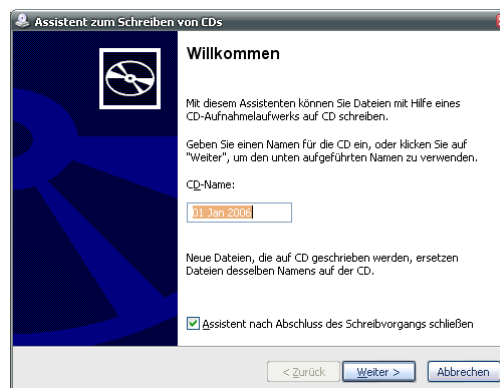 Assistent zum Schreiben von CDs
Willkommen
Mit diesem Assistenten können Sie Dateien mit Hilfe eines
CD-Aufnahmelaufwerks auf CD schreiben.
Geben Sie einen Namen für die CD ein, oder klicken Sie auf
"Weiter", um den unten aufgeführten Namen zu verwenden.
CD-Name:
01 Jan 2006
Neue Dateien, die auf CD geschrieben werden, ersetzen
Dateien desselben Namens auf der CD.
Assistent nach Abschluss des Schreibvorgangs schließen
< Zurück Weiter > Abbrechen